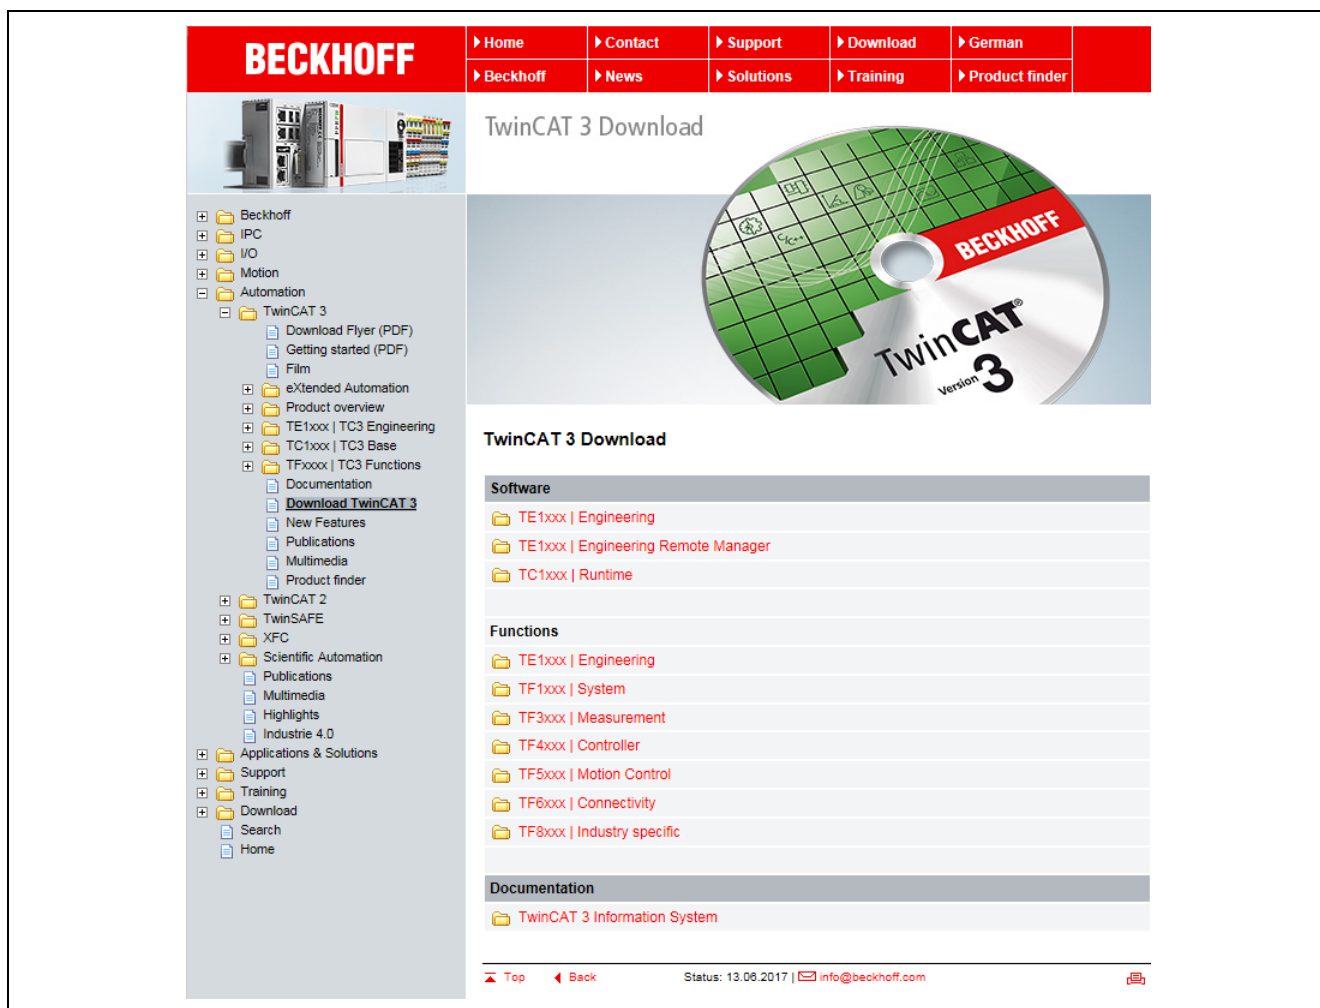 BECKHOFF
Home
Contact
Support
Download
German
Beckhoff
News
Solutions
Training
Product finder
TwinCAT 3 Download
C/C++
BECKHOFF
TwinCAT®
Version 3
Beckhoff
IPC
I/O
Motion
Automation
TwinCAT 3
Download Flyer (PDF)
Getting started (PDF)
Film
eXtended Automation
Product overview
TE1xxx | TC3 Engineering
TC1xxx | TC3 Base
TFxxxx | TC3 Functions
Documentation
Download TwinCAT 3
New Features
Publications
Multimedia
Product finder
TwinCAT 2
TwinSAFE
XFC
Scientific Automation
Publications
Multimedia
Highlights
Industrie 4.0
Applications & Solutions
Support
Training
Download
Search
Home
TwinCAT 3 Download
Software
TE1xxx | Engineering
TE1xxx | Engineering Remote Manager
TC1xxx | Runtime
Functions
TE1xxx | Engineering
TF1xxx | System
TF3xxx | Measurement
TF4xxx | Controller
TF5xxx | Motion Control
TF6xxx | Connectivity
TF8xxx | Industry specific
Documentation
TwinCAT 3 Information System
Top Back Status: 13.06.2017 | info@beckhoff.com